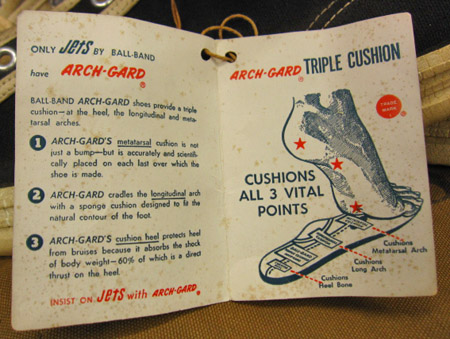 ONLY Jets BY BALL-BAND
have ARCH-GARD®
BALL-BAND ARCH-GARD shoes provide a triple
cushion—at the heel, the longitudinal and meta-
tarsal arches.
1 ARCH-GARD'S metatarsal cushion is not
just a bump—but is accurately and scientifi-
cally placed on each last over which the
shoe is made.
2 ARCH-GARD cradles the longitudinal arch
with a sponge cushion designed to fit the
natural contour of the foot.
3 ARCH-GARD'S cushion heel protects heel
from bruises because it absorbs the shock
of body weight—60% of which is a direct
thrust on the heel.
INSIST ON Jets with ARCH-GARD®
ARCH-GARD® TRIPLE CUSHION
TRADE
MARK
CUSHIONS
ALL 3 VITAL
POINTS
Cushions
Metatarsal Arch
Cushions
Long Arch
Cushions
Heel Bone